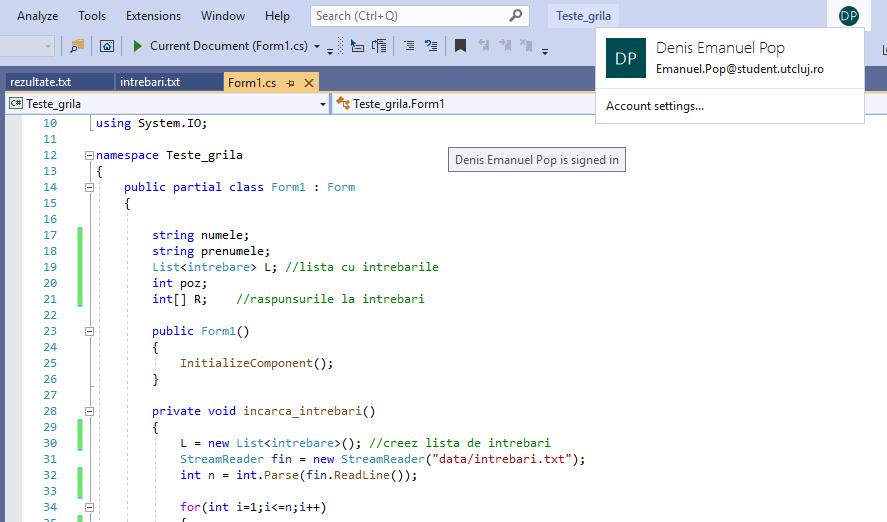 Analyze Tools Extensions Window Help Search (Ctrl+Q) Teste_grila DP
Current Document (Form1.cs)
DP Denis Emanuel Pop
Emanuel.Pop@student.utcluj.ro
Account settings...
rezultate.txt intrebari.txt Form1.cs
C# Teste_grila Teste_grila.Form1
Denis Emanuel Pop is signed in
10 using System.IO;
11
12 namespace Teste_grila
13 {
14 public partial class Form1 : Form
15 {
16
17 string numele;
18 string prenumele;
19 List<intrebare> L; //lista cu intrebarile
20 int poz;
21 int[] R; //raspunsurile la intrebari
22
23 public Form1()
24 {
25 InitializeComponent();
26 }
27
28 private void incarca_intrebari()
29 {
30 L = new List<intrebare>(); //creez lista de intrebari
31 StreamReader fin = new StreamReader("data/intrebari.txt");
32 int n = int.Parse(fin.ReadLine());
33
34 for(int i=1;i<=n;i++)
35 {